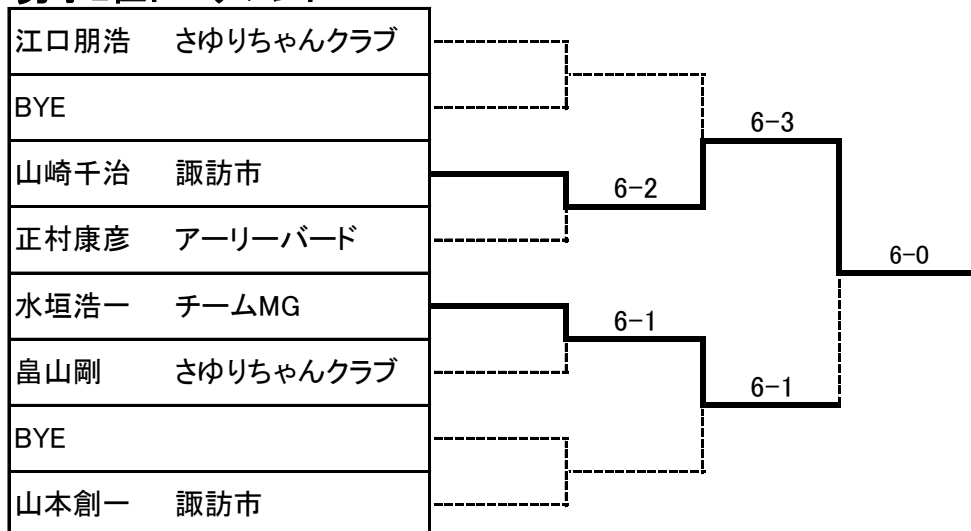 江口朋浩 さゆりちゃんクラブ
BYE
山崎千治 諏訪市
正村康彦 アーリーバード
水垣浩一 チームMG
畠山剛 さゆりちゃんクラブ
BYE
山本創一 諏訪市
6-2
6-1
6-3
6-1
6-0